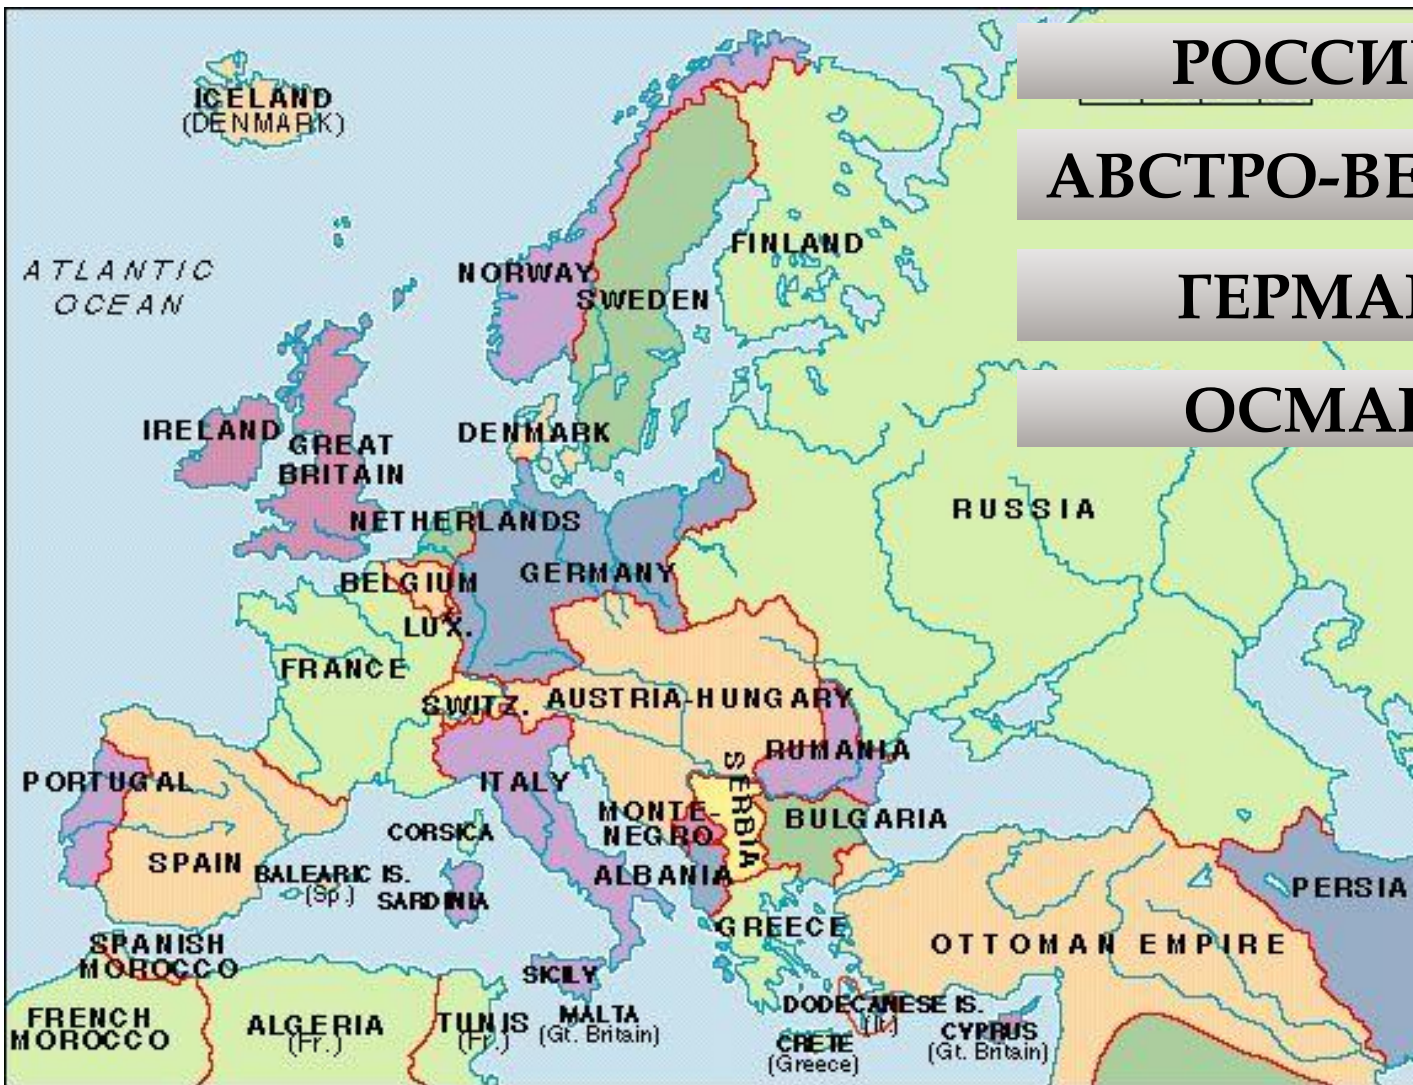 РОССИ
АВСТРО-ВЕ
ГЕРМА
ОСМА
ICELAND
(DENMARK)
ATLANTIC
OCEAN
NORWAY
SWEDEN
FINLAND
IRELAND
GREAT
BRITAIN
DENMARK
RUSSIA
NETHERLANDS
BELGIUM
GERMANY
LUX.
FRANCE
SWITZ.
AUSTRIA-HUNGARY
RUMANIA
PORTUGAL
ITALY
SERBIA
MONTE-
NEGRO
BULGARIA
CORSICA
SPAIN
BALEARIC IS.
(Sp.)
SARDINIA
ALBANIA
PERSIA
GREECE
OTTOMAN EMPIRE
SPANISH
MOROCCO
SICILY
FRENCH
MOROCCO
ALGERIA
(Fr.)
TUNIS
(Fr.)
MALTA
(Gt. Britain)
DODECANESE IS.
(It.)
CRETE
(Greece)
CYPRUS
(Gt. Britain)